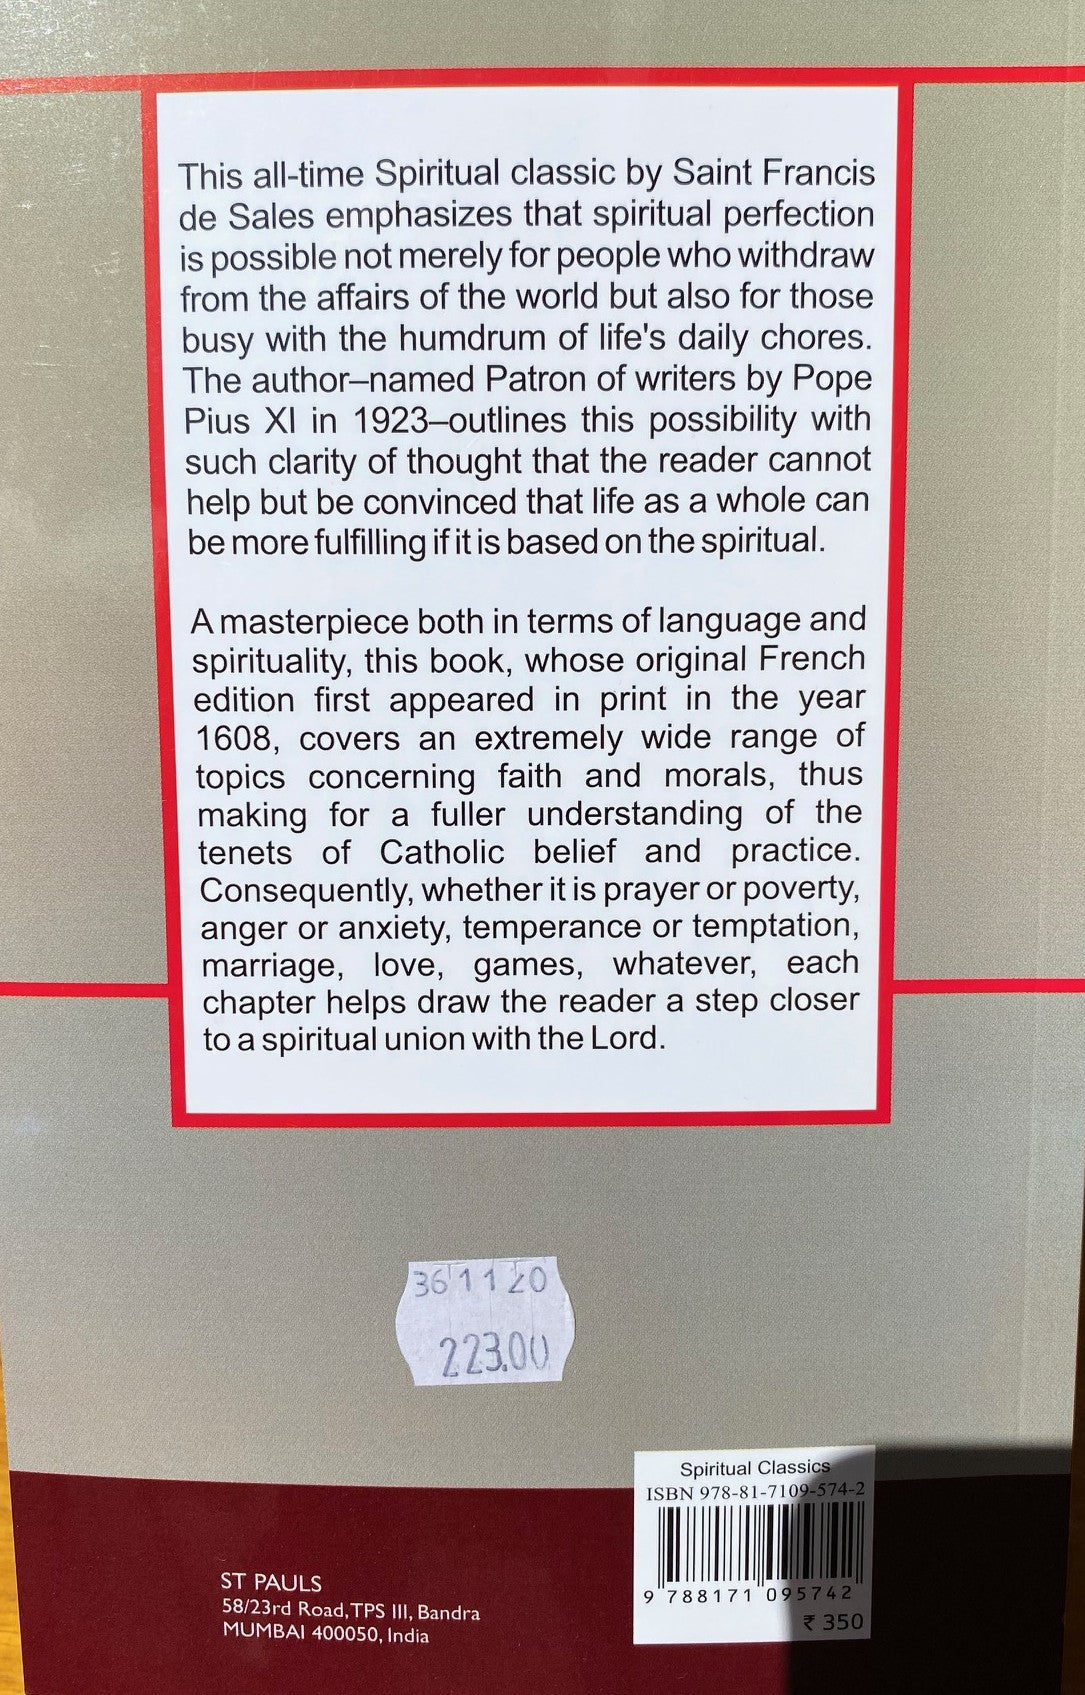 This all-time Spiritual classic by Saint Francis
de Sales emphasizes that spiritual perfection
is possible not merely for people who withdraw
from the affairs of the world but also for those
busy with the humdrum of life's daily chores.
The author–named Patron of writers by Pope
Pius XI in 1923–outlines this possibility with
such clarity of thought that the reader cannot
help but be convinced that life as a whole can
be more fulfilling if it is based on the spiritual.
A masterpiece both in terms of language and
spirituality, this book, whose original French
edition first appeared in print in the year
1608, covers an extremely wide range of
topics concerning faith and morals, thus
making for a fuller understanding of the
tenets of Catholic belief and practice.
Consequently, whether it is prayer or poverty,
anger or anxiety, temperance or temptation,
marriage, love, games, whatever, each
chapter helps draw the reader a step closer
to a spiritual union with the Lord.
361120
223.00
Spiritual Classics
ISBN 978-81-7109-574-2
9 788171 095742
₹ 350
ST PAULS
58/23rd Road, TPS III, Bandra
MUMBAI 400050, India